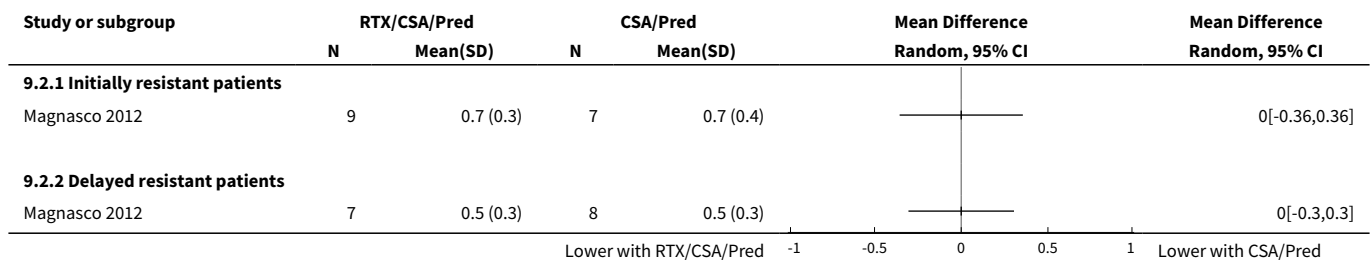 Study or subgroup RTX/CSA/Pred CSA/Pred Mean Difference Mean Difference
N Mean(SD) N Mean(SD) Random, 95% CI Random, 95% CI
9.2.1 Initially resistant patients
Magnasco 2012 9 0.7 (0.3) 7 0.7 (0.4) 0[-0.36,0.36]
9.2.2 Delayed resistant patients
Magnasco 2012 7 0.5 (0.3) 8 0.5 (0.3) 0[-0.3,0.3]
Lower with RTX/CSA/Pred -1 -0.5 0 0.5 1 Lower with CSA/Pred